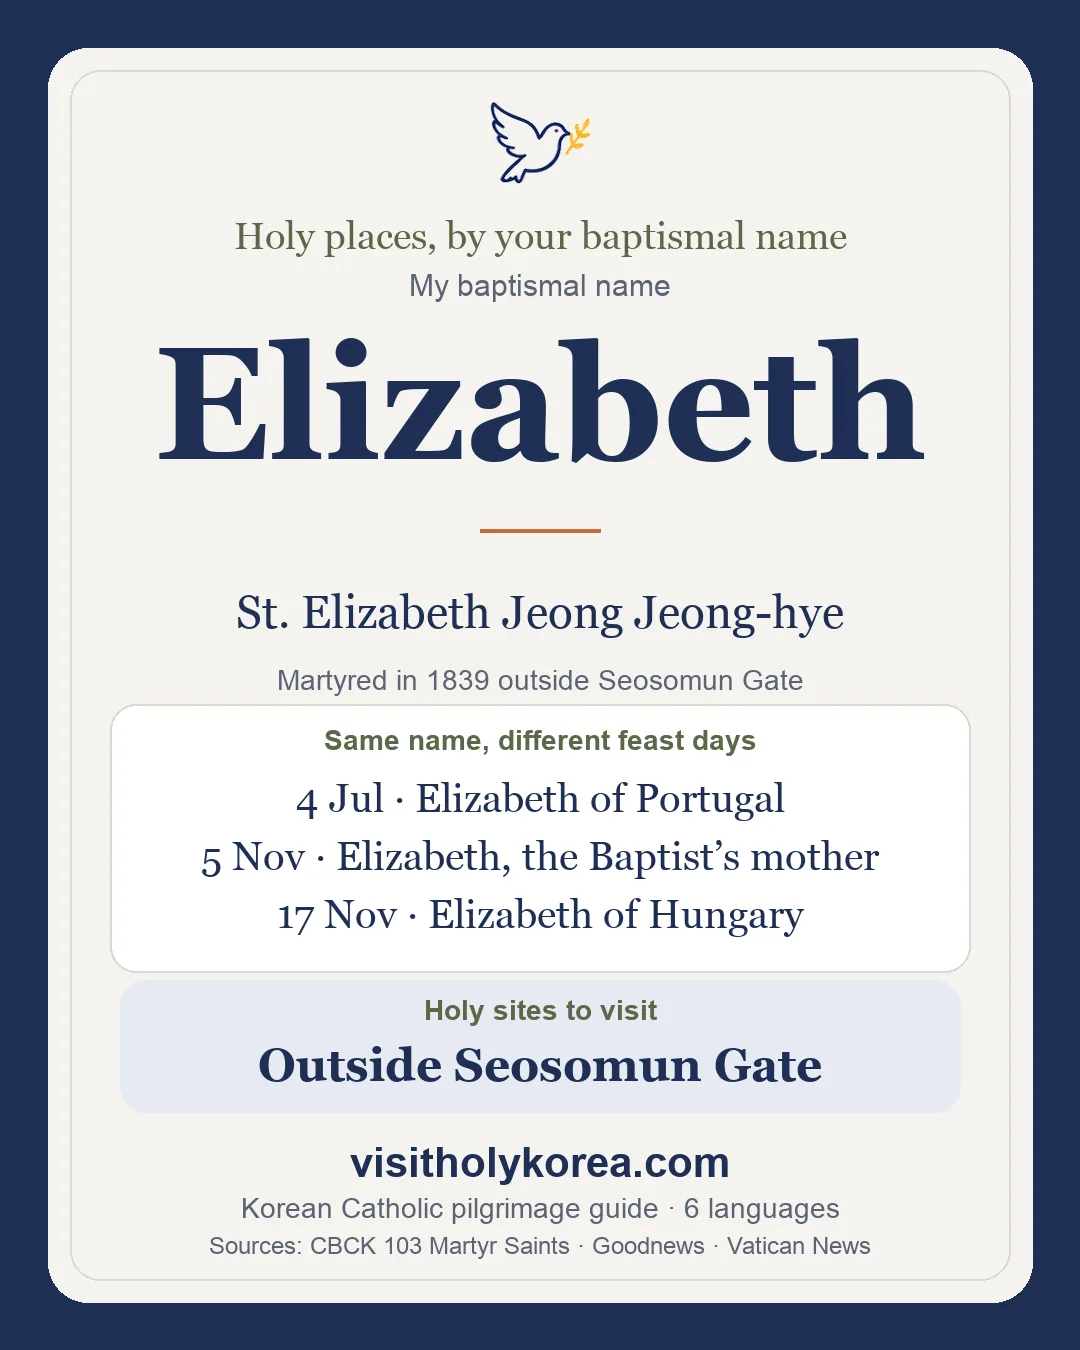 Holy places, by your baptismal name
My baptismal name
Elizabeth
St. Elizabeth Jeong Jeong-hye
Martyred in 1839 outside Seosomun Gate
Same name, different feast days
4 Jul · Elizabeth of Portugal
5 Nov · Elizabeth, the Baptist’s mother
17 Nov · Elizabeth of Hungary
Holy sites to visit
Outside Seosomun Gate
visitholykorea.com
Korean Catholic pilgrimage guide · 6 languages
Sources: CBCK 103 Martyr Saints · Goodnews · Vatican News